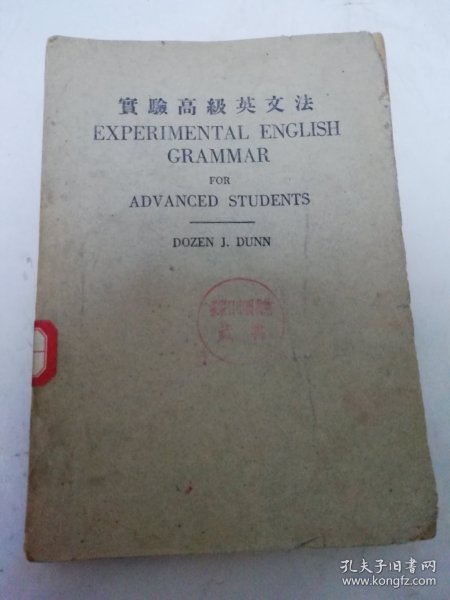 實驗高級英文法
EXPERIMENTAL ENGLISH
GRAMMAR
FOR
ADVANCED STUDENTS
DOZEN J. DUNN
孔夫子旧书网
www.kongfz.com